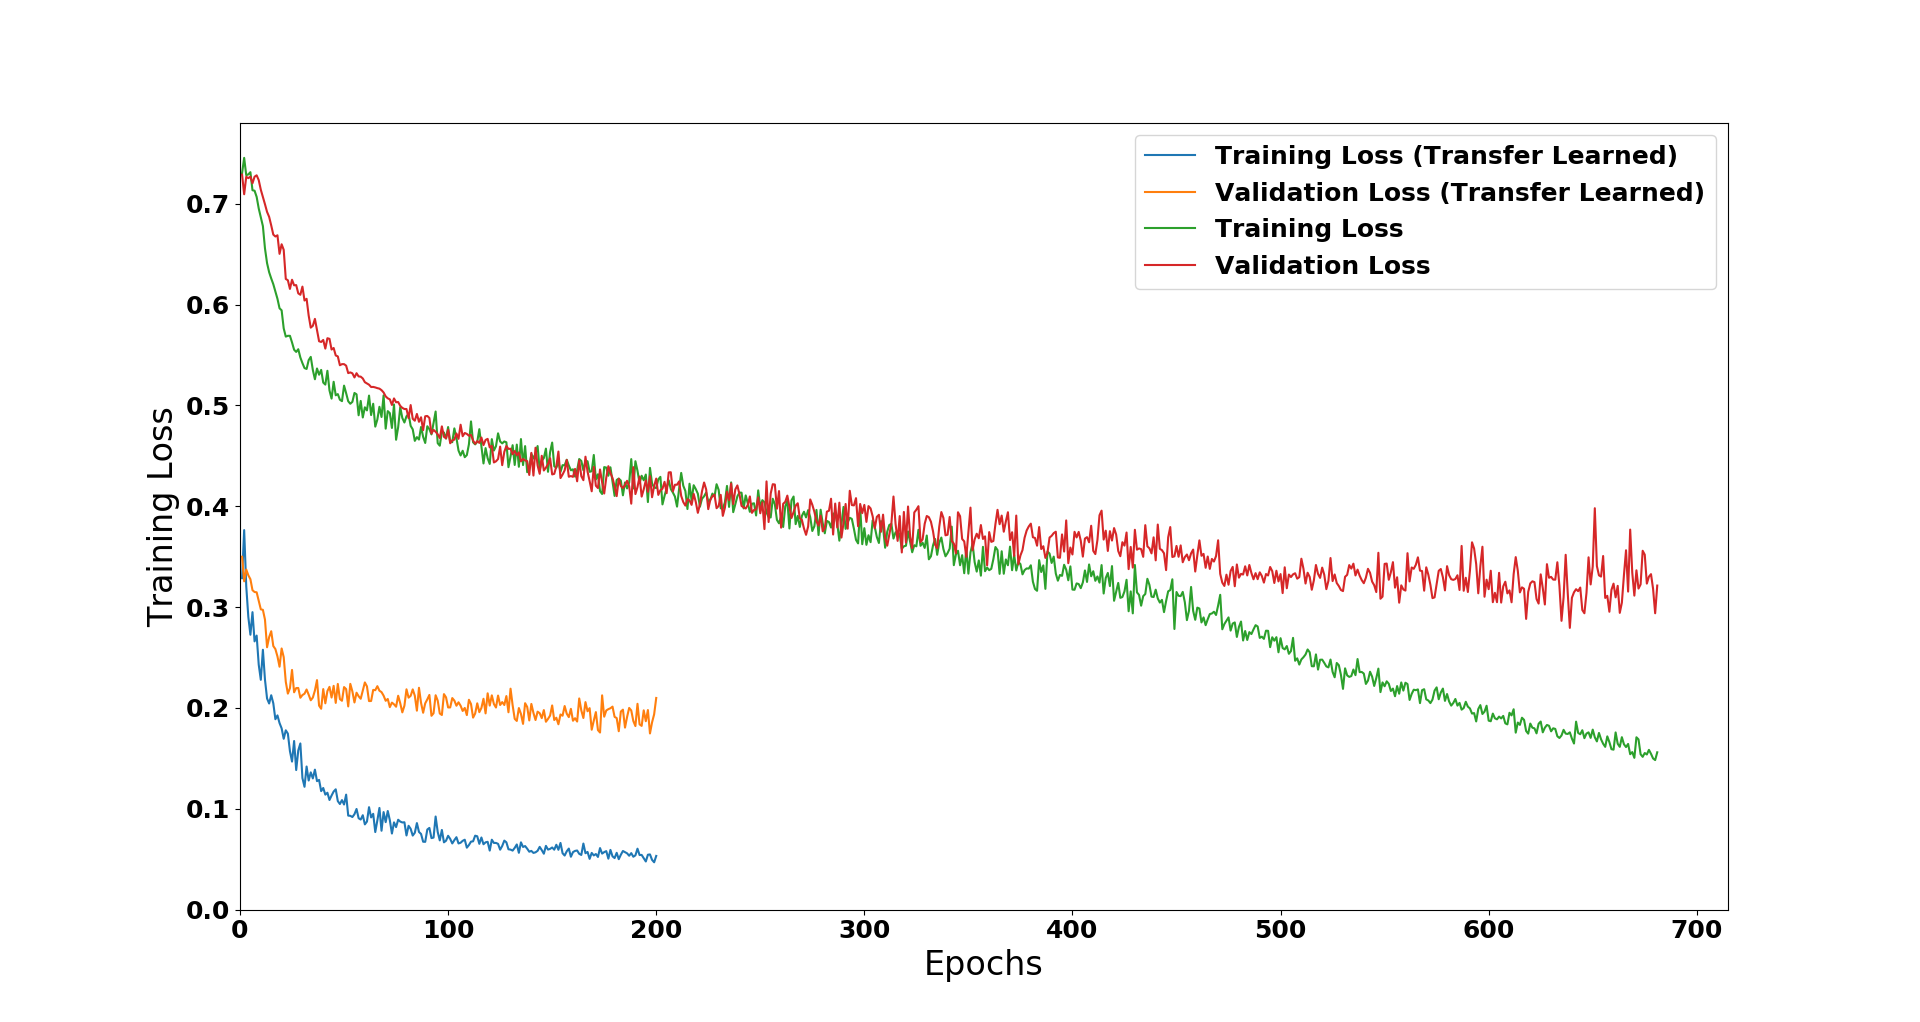 Training Loss (Transfer Learned)
Validation Loss (Transfer Learned)
Training Loss
Validation Loss
Training Loss
0.7
0.6
0.5
0.4
0.3
0.2
0.1
0.0
0 100 200 300 400 500 600 700
Epochs